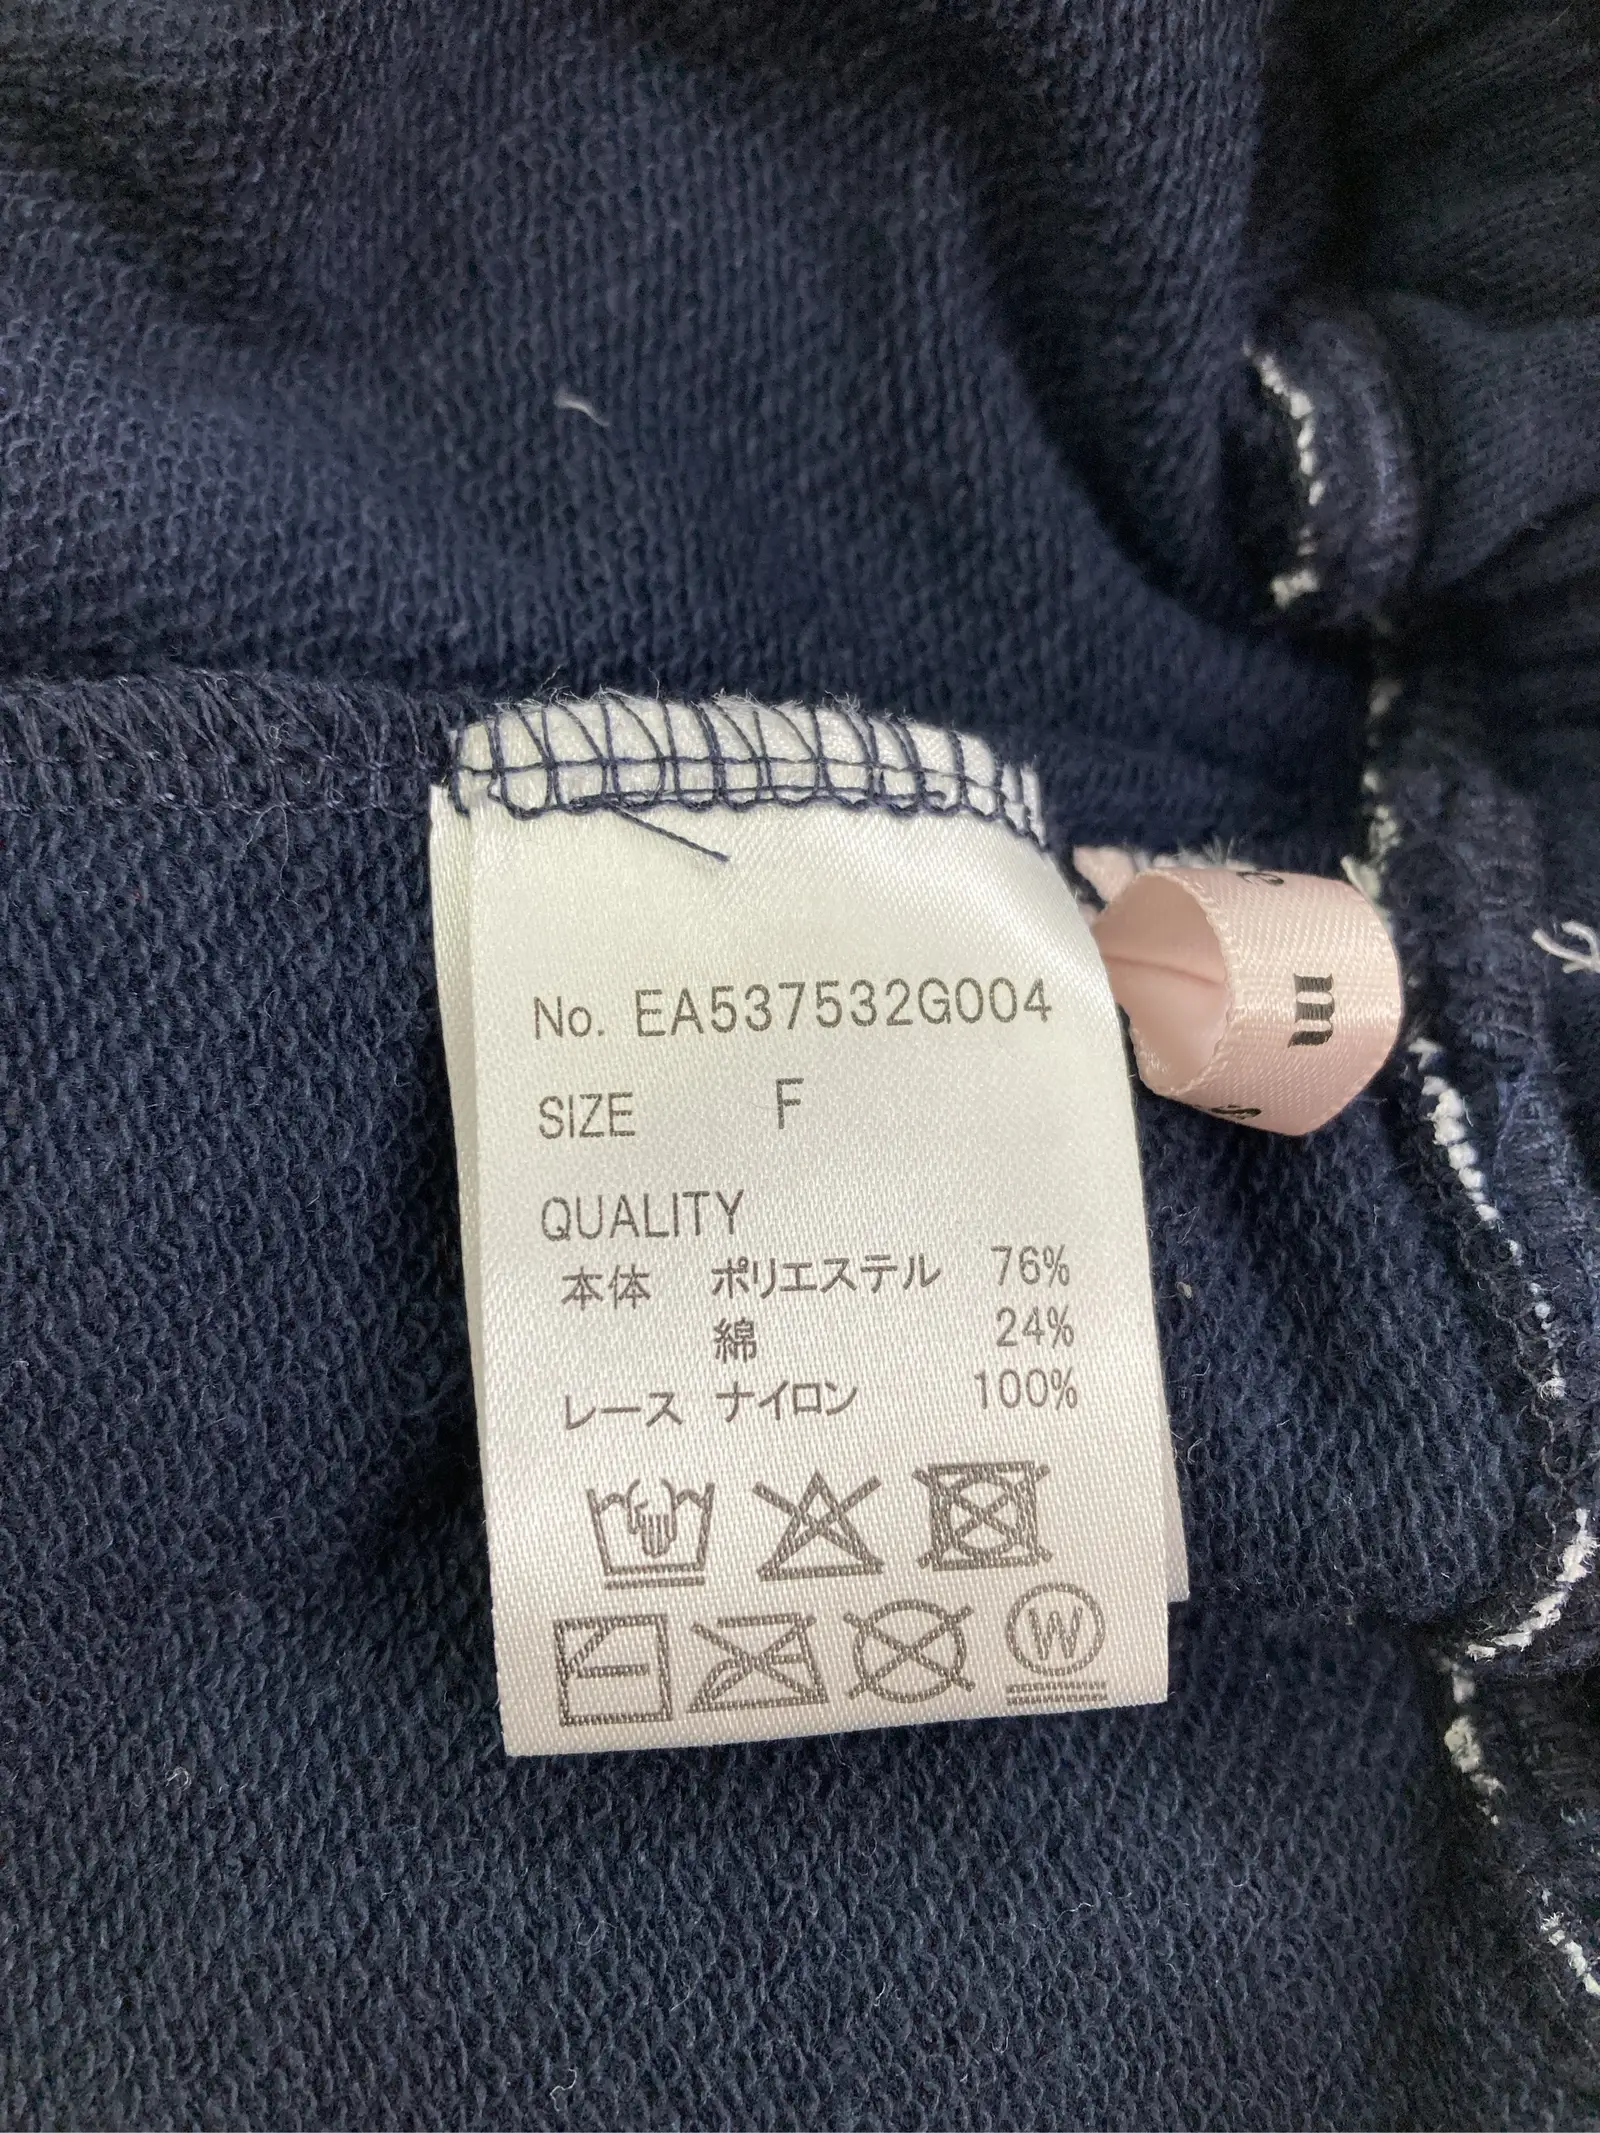 No. EA537532G004
SIZE F
QUALITY
本体 ポリエステル 76%
綿 24%
レース ナイロン 100%
W
e
m
s